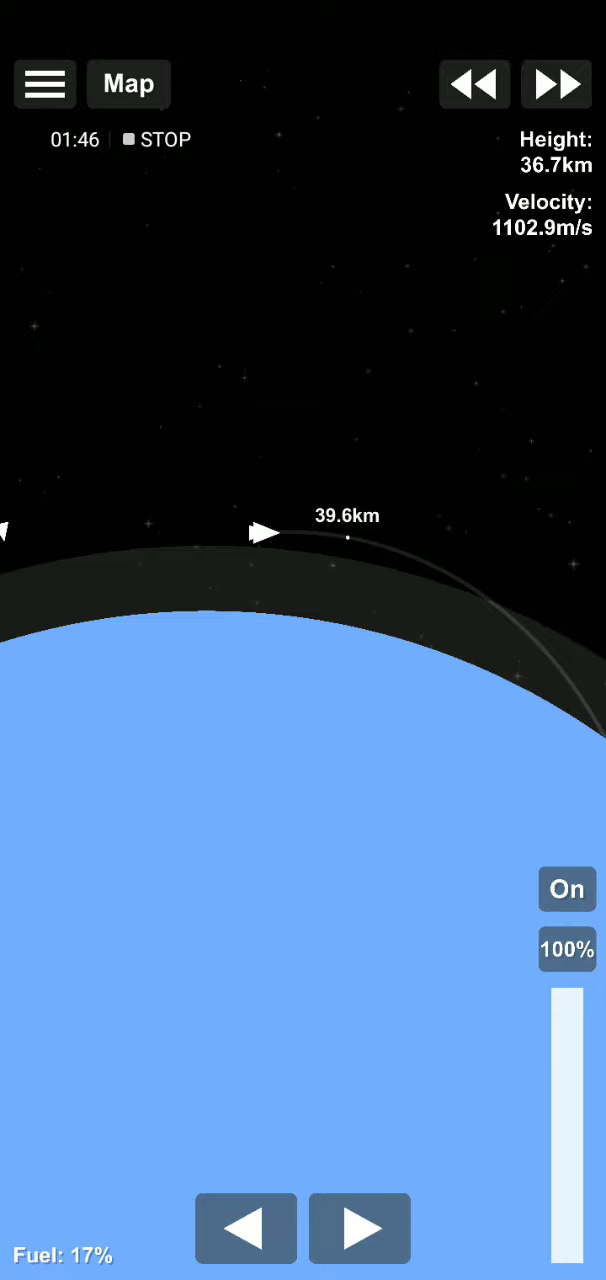 Map
01:46
STOP
Height:
36.7km
Velocity:
1102.9m/s
39.6km
On
100%
Fuel: 17%